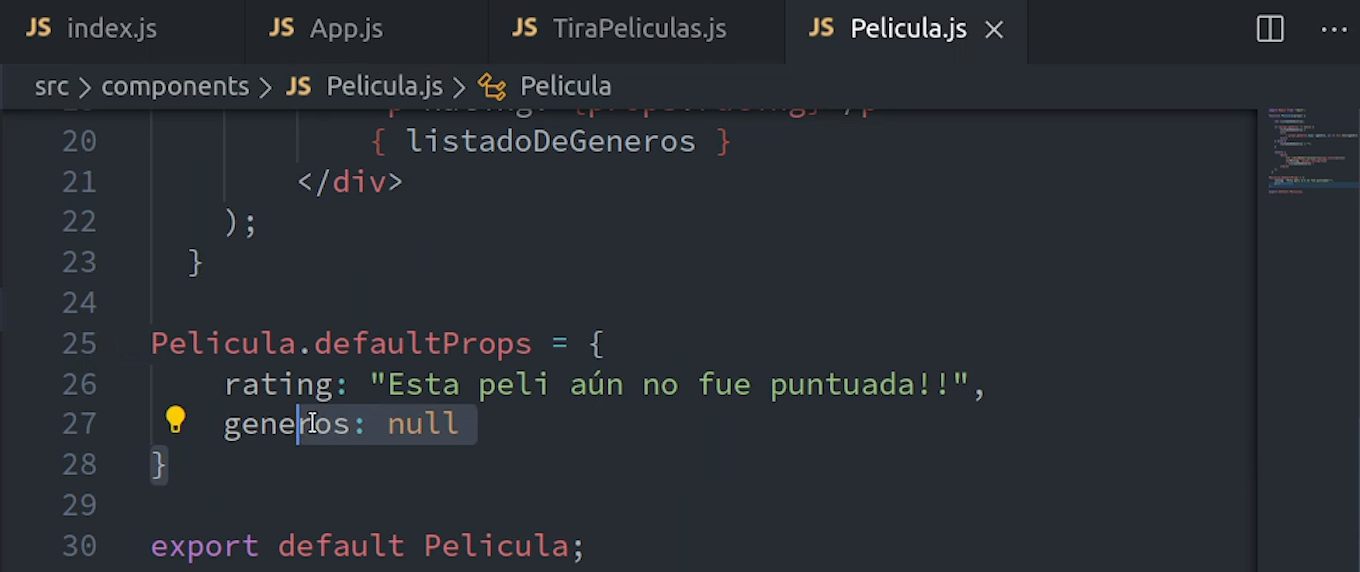 JS index.js JS App.js JS TiraPeliculas.js JS Pelicula.js
src > components > JS Pelicula.js > Pelicula
20 { listadoDeGeneros }
21 </div>
22 );
23 }
24
25 Pelicula.defaultProps = {
26 rating: "Esta peli aún no fue puntuada!!",
27 generos: null
28 }
29
30 export default Pelicula;